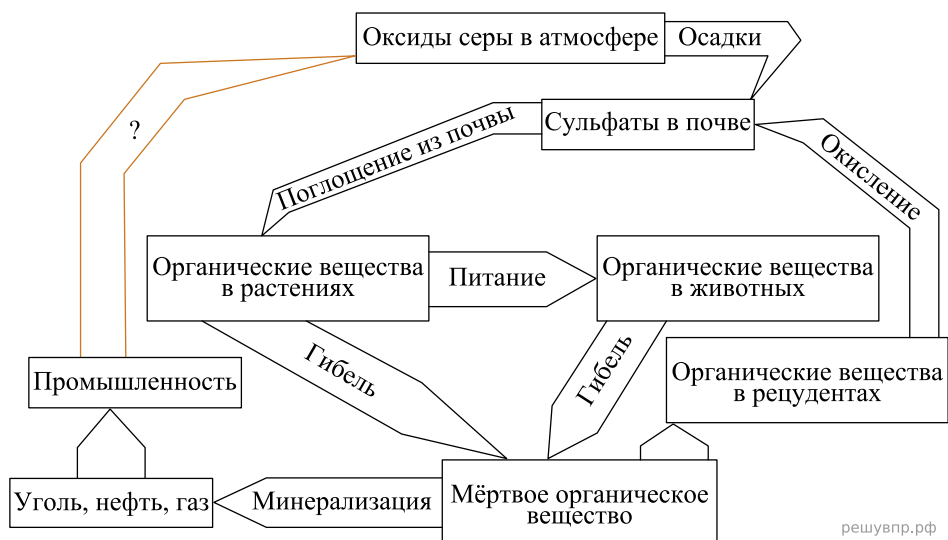 Оксиды серы в атмосфере
Осадки
?
Поглощение из почвы
Сульфаты в почве
Окисление
Органические вещества
в растениях
Питание
Органические вещества
в животных
Гибель
Гибель
Промышленность
Органические вещества
в рецудентах
Уголь, нефть, газ
Минерализация
Мёртвое органическое
вещество
решувпр.рф